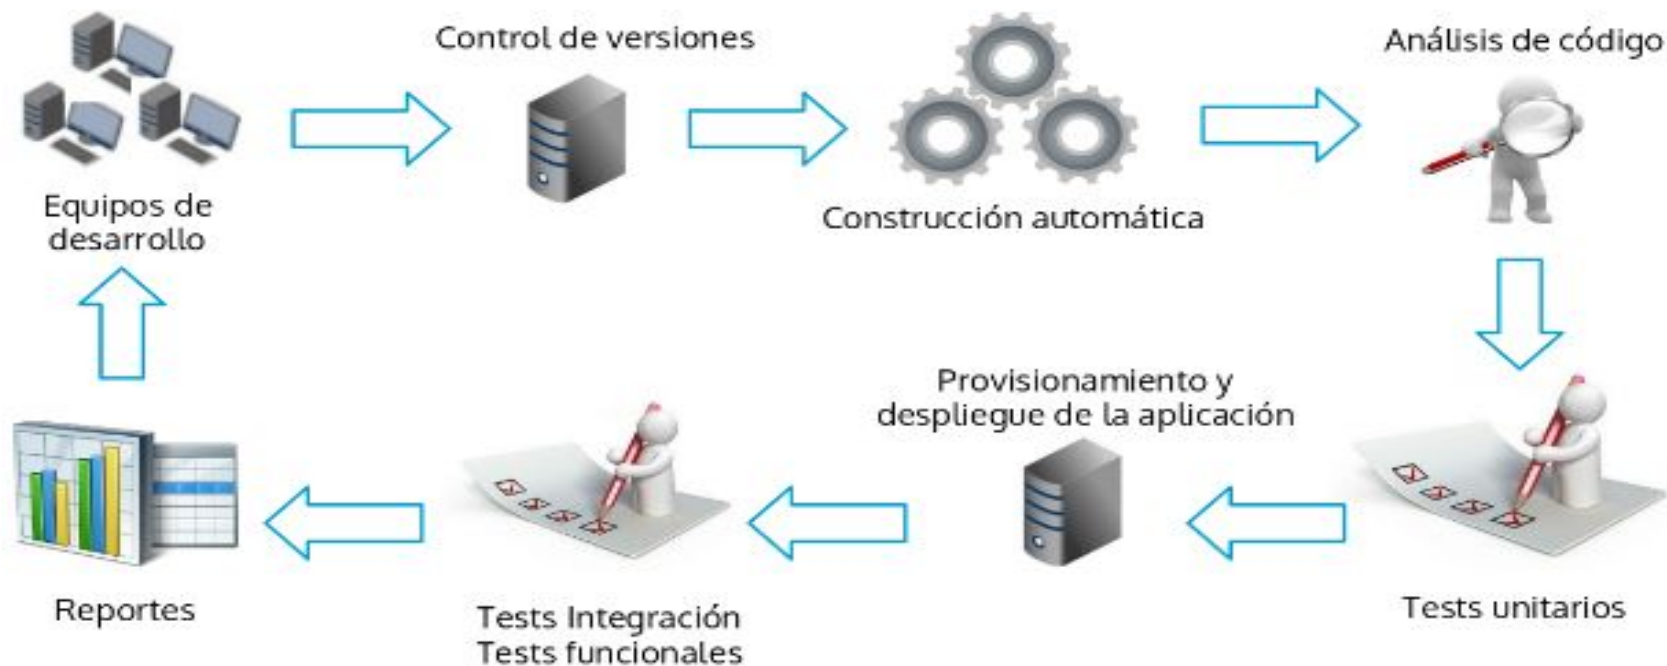 Control de versiones
Análisis de código
Equipos de
desarrollo
Construcción automática
Provisionamiento y
despliegue de la aplicación
Reportes
Tests Integración
Tests funcionales
Tests unitarios